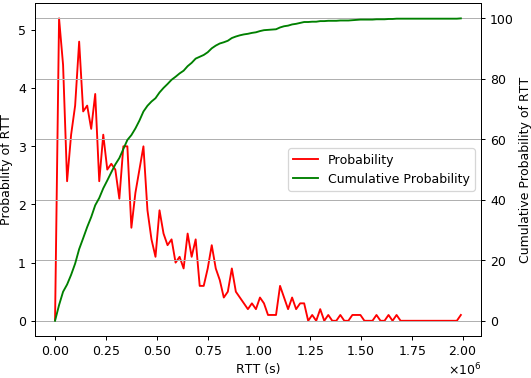 Probability of RTT
5
4
3
2
1
0
100
80
60
40
20
0
Cumulative Probability of RTT
Probability
Cumulative Probability
0.00 0.25 0.50 0.75 1.00 1.25 1.50 1.75 2.00
RTT (s)
×10⁶